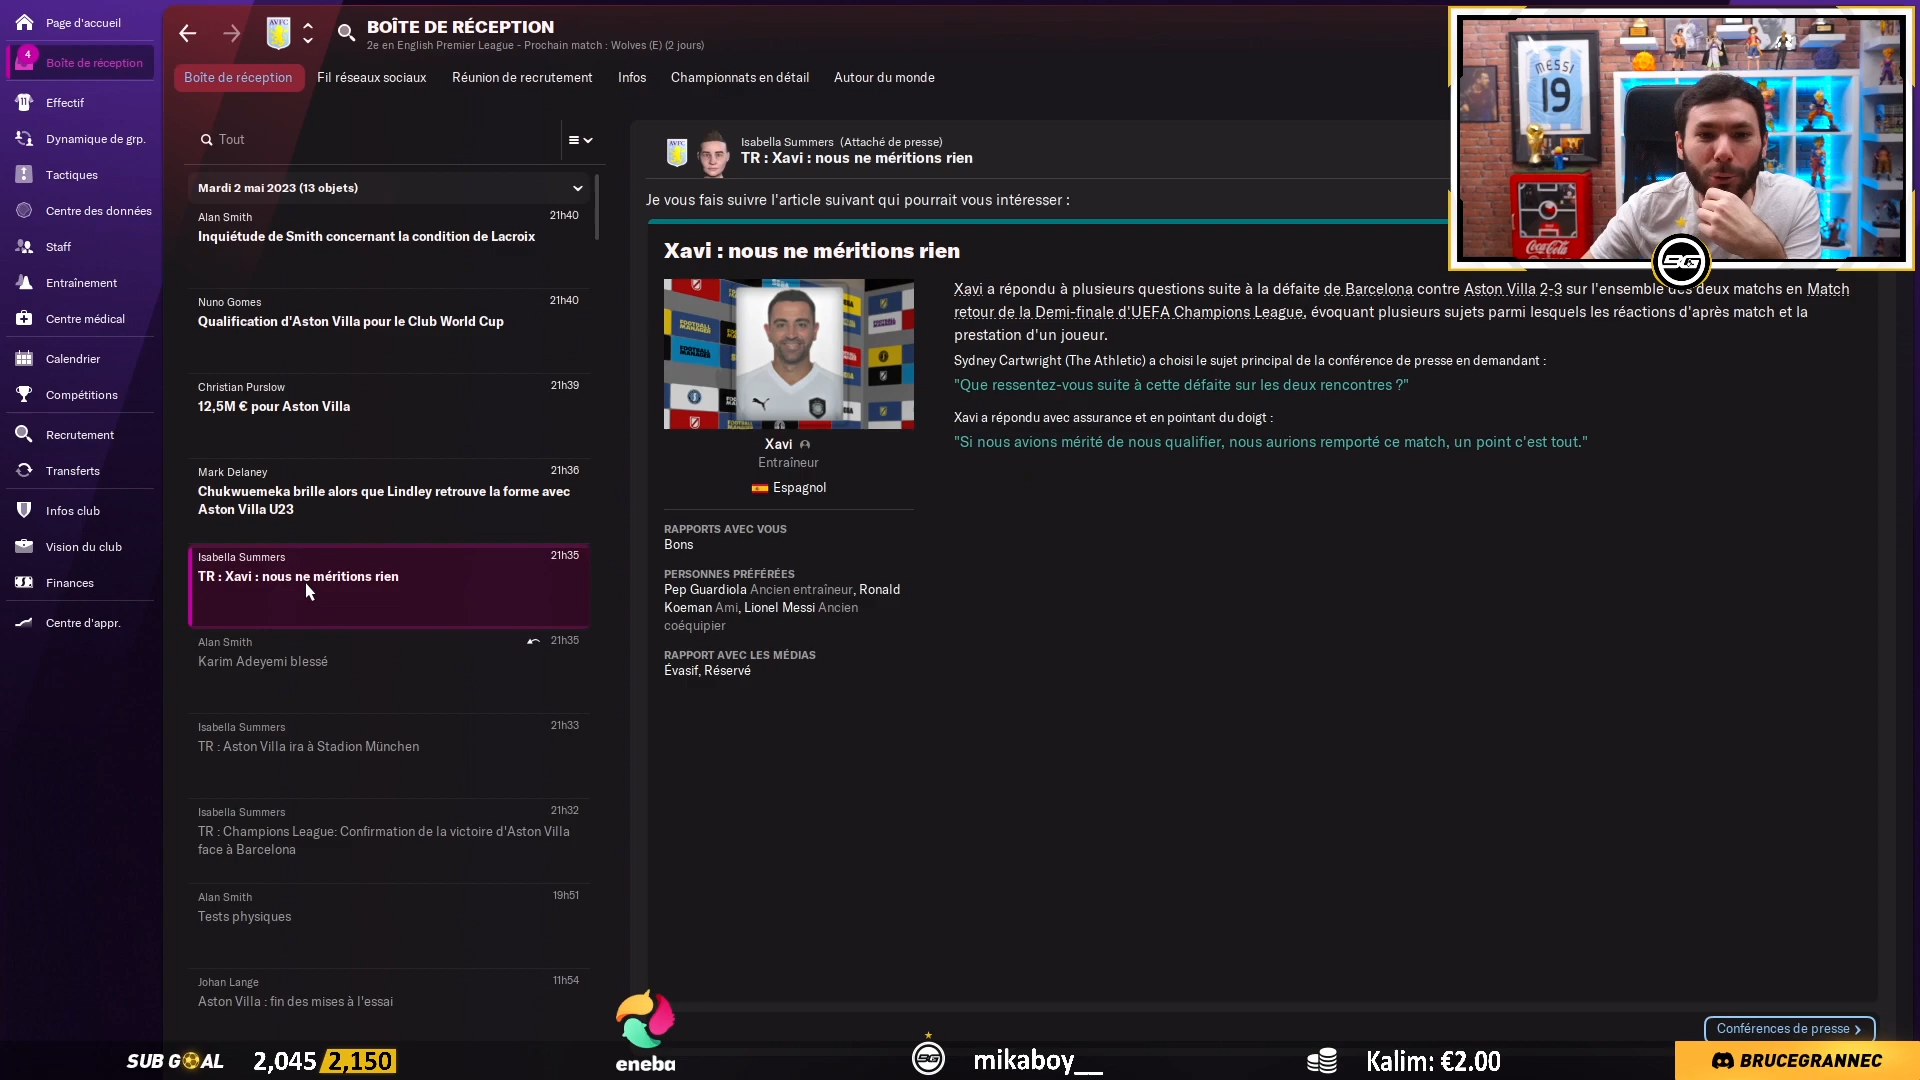 Page d'accueil
4
Boîte de réception
Effectif
Dynamique de grp.
Tactiques
Centre des données
Staff
Entraînement
Centre médical
Calendrier
Compétitions
Recrutement
Transferts
Infos club
Vision du club
Finances
Centre d'appr.
AVFC
BOÎTE DE RÉCEPTION
2e en English Premier League - Prochain match : Wolves (E) (2 jours)
Boîte de réception
Fil réseaux sociaux
Réunion de recrutement
Infos
Championnats en détail
Autour du monde
Tout
Mardi 2 mai 2023 (13 objets)
Alan Smith 21h40
Inquiétude de Smith concernant la condition de Lacroix
Nuno Gomes 21h40
Qualification d'Aston Villa pour le Club World Cup
Christian Purslow 21h39
12,5M € pour Aston Villa
Mark Delaney 21h36
Chukwuemeka brille alors que Lindley retrouve la forme avec
Aston Villa U23
Isabella Summers 21h35
TR : Xavi : nous ne méritions rien
Alan Smith 21h35
Karim Adeyemi blessé
Isabella Summers 21h33
TR : Aston Villa ira à Stadion München
Isabella Summers 21h32
TR : Champions League: Confirmation de la victoire d'Aston Villa
face à Barcelona
Alan Smith 19h51
Tests physiques
Johan Lange 11h54
Aston Villa : fin des mises à l'essai
AVFC
Isabella Summers (Attaché de presse)
TR : Xavi : nous ne méritions rien
Je vous fais suivre l'article suivant qui pourrait vous intéresser :
Xavi : nous ne méritions rien
FOOTBALL MANAGER
Xavi
Entraîneur
Espagnol
RAPPORTS AVEC VOUS
Bons
PERSONNES PRÉFÉRÉES
Pep Guardiola Ancien entraîneur, Ronald
Koeman Ami, Lionel Messi Ancien
coéquipier
RAPPORT AVEC LES MÉDIAS
Évasif, Réservé
Xavi a répondu à plusieurs questions suite à la défaite de Barcelona contre Aston Villa 2-3 sur l'ensemble des deux matchs en Match
retour de la Demi-finale d'UEFA Champions League, évoquant plusieurs sujets parmi lesquels les réactions d'après match et la
prestation d'un joueur.
Sydney Cartwright (The Athletic) a choisi le sujet principal de la conférence de presse en demandant :
"Que ressentez-vous suite à cette défaite sur les deux rencontres ?"
Xavi a répondu avec assurance et en pointant du doigt :
"Si nous avions mérité de nous qualifier, nous aurions remporté ce match, un point c'est tout."
Conférences de presse
MESSI
19
Coca-Cola
BG
SUB GOAL 2,045/2,150
eneba
BG
mikaboy__
Kalim: €2.00
BRUCEGRANNEC